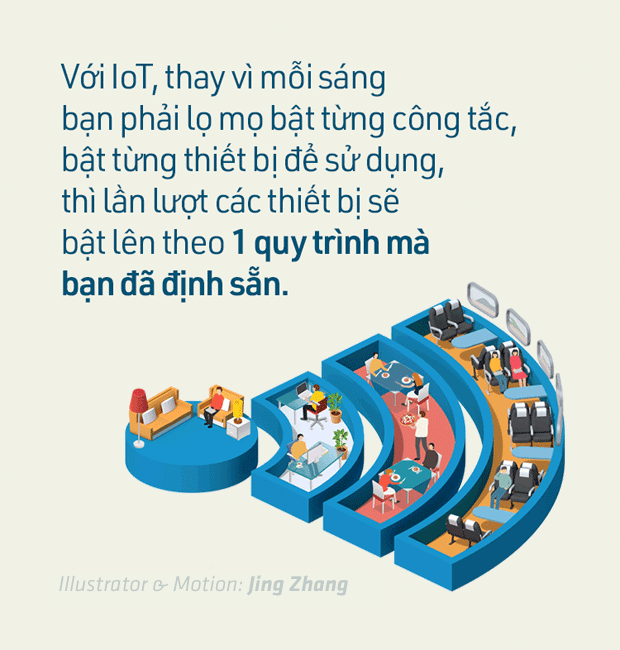 Với IoT, thay vì mỗi sáng
bạn phải lọ mọ bật từng công tắc,
bật từng thiết bị để sử dụng,
thì lần lượt các thiết bị sẽ
bật lên theo 1 quy trình mà
bạn đã định sẵn.
Illustrator & Motion: Jing Zhang